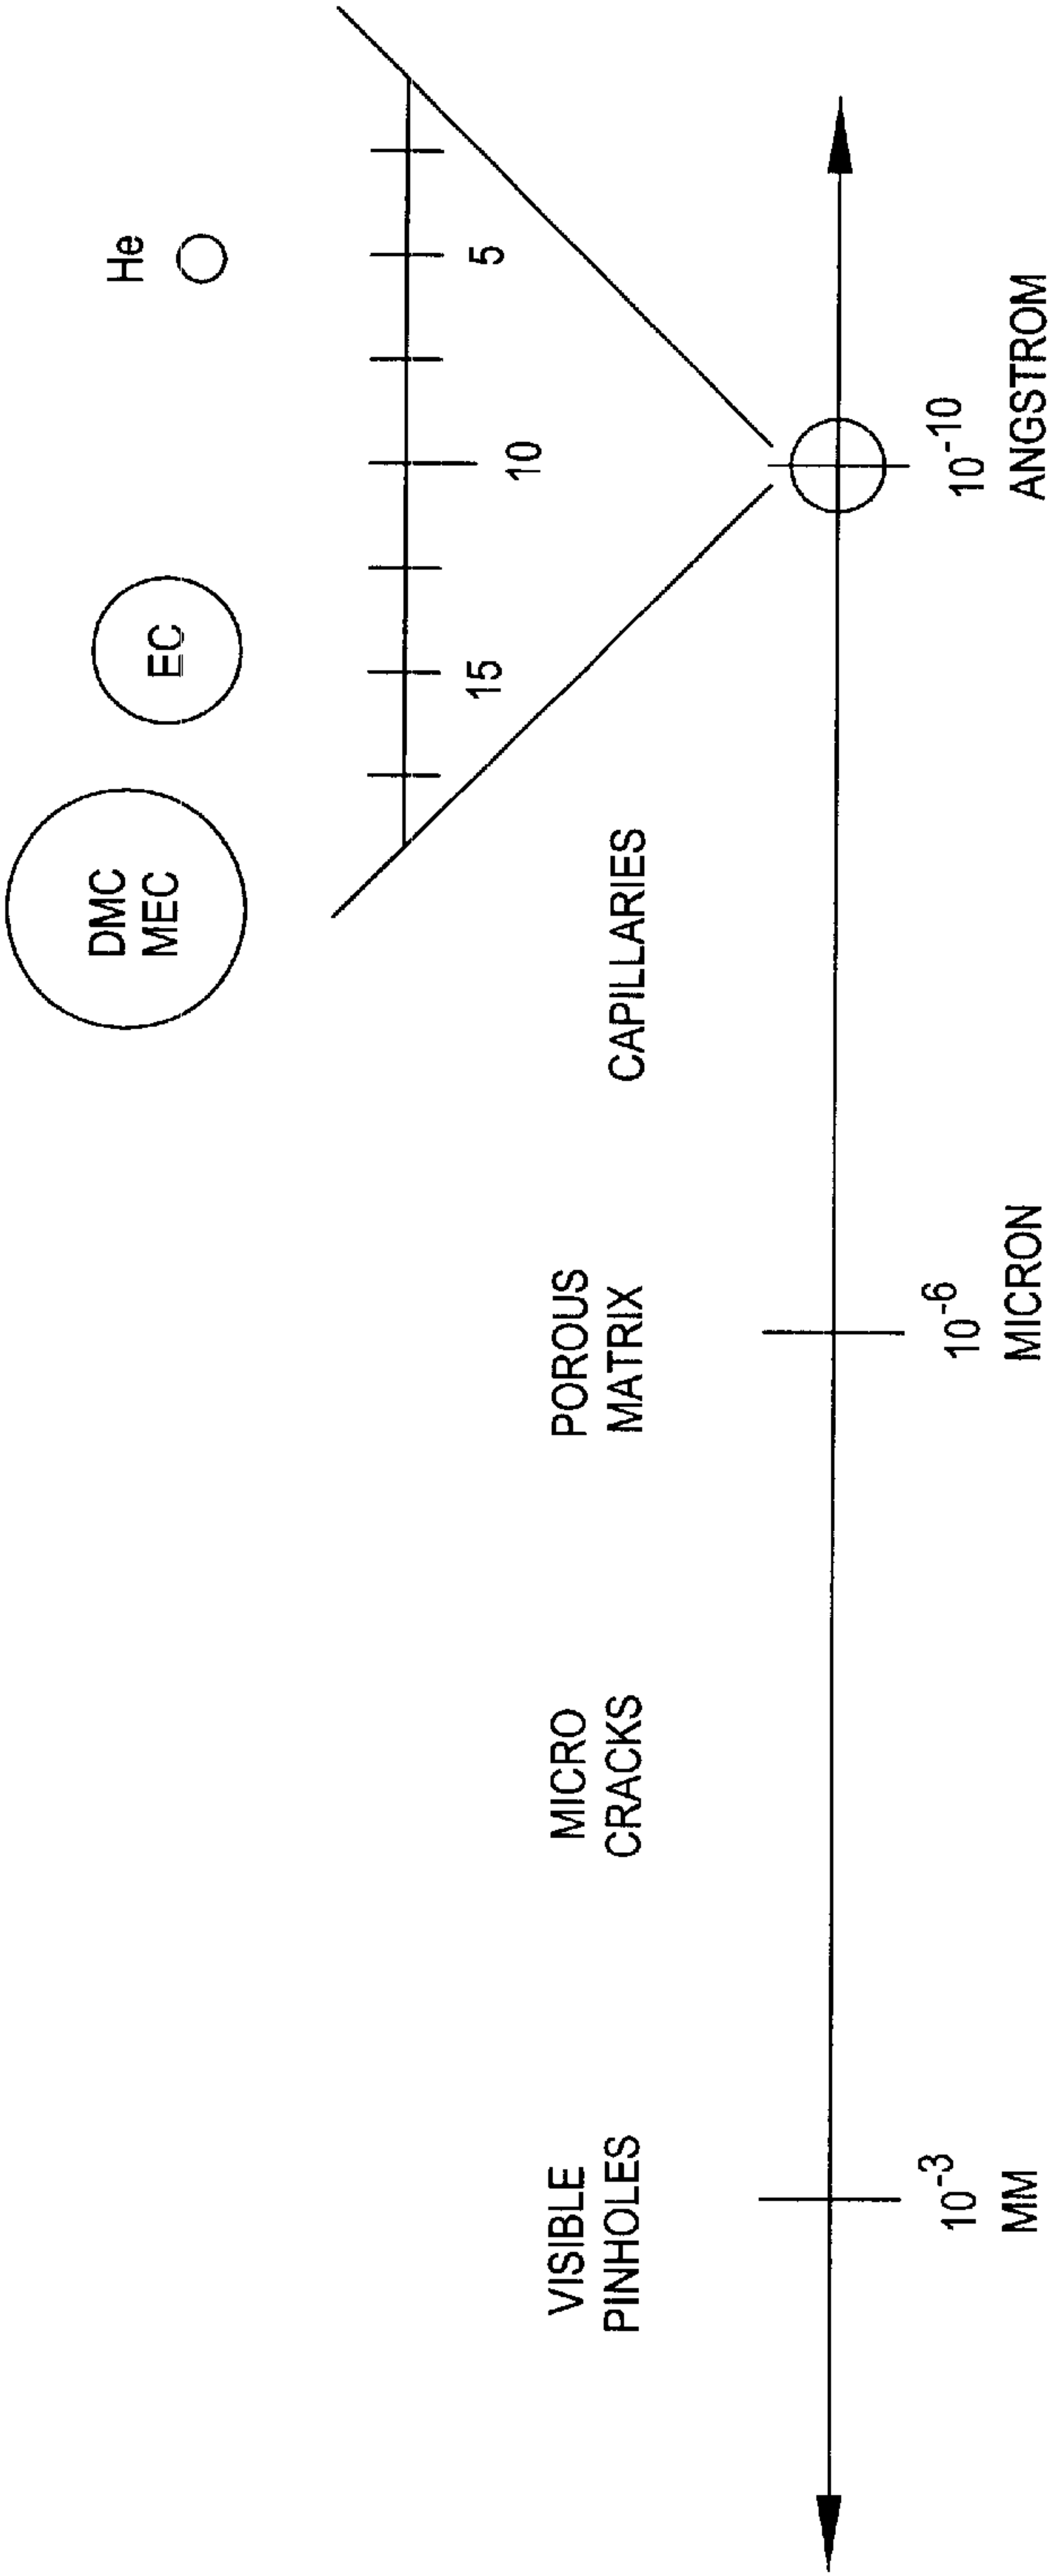 DMC
MEC
EC
He
15
10
5
VISIBLE
PINHOLES
MICRO
CRACKS
POROUS
MATRIX
CAPILLARIES
10-3
MM
10-6
MICRON
10-10
ANGSTROM